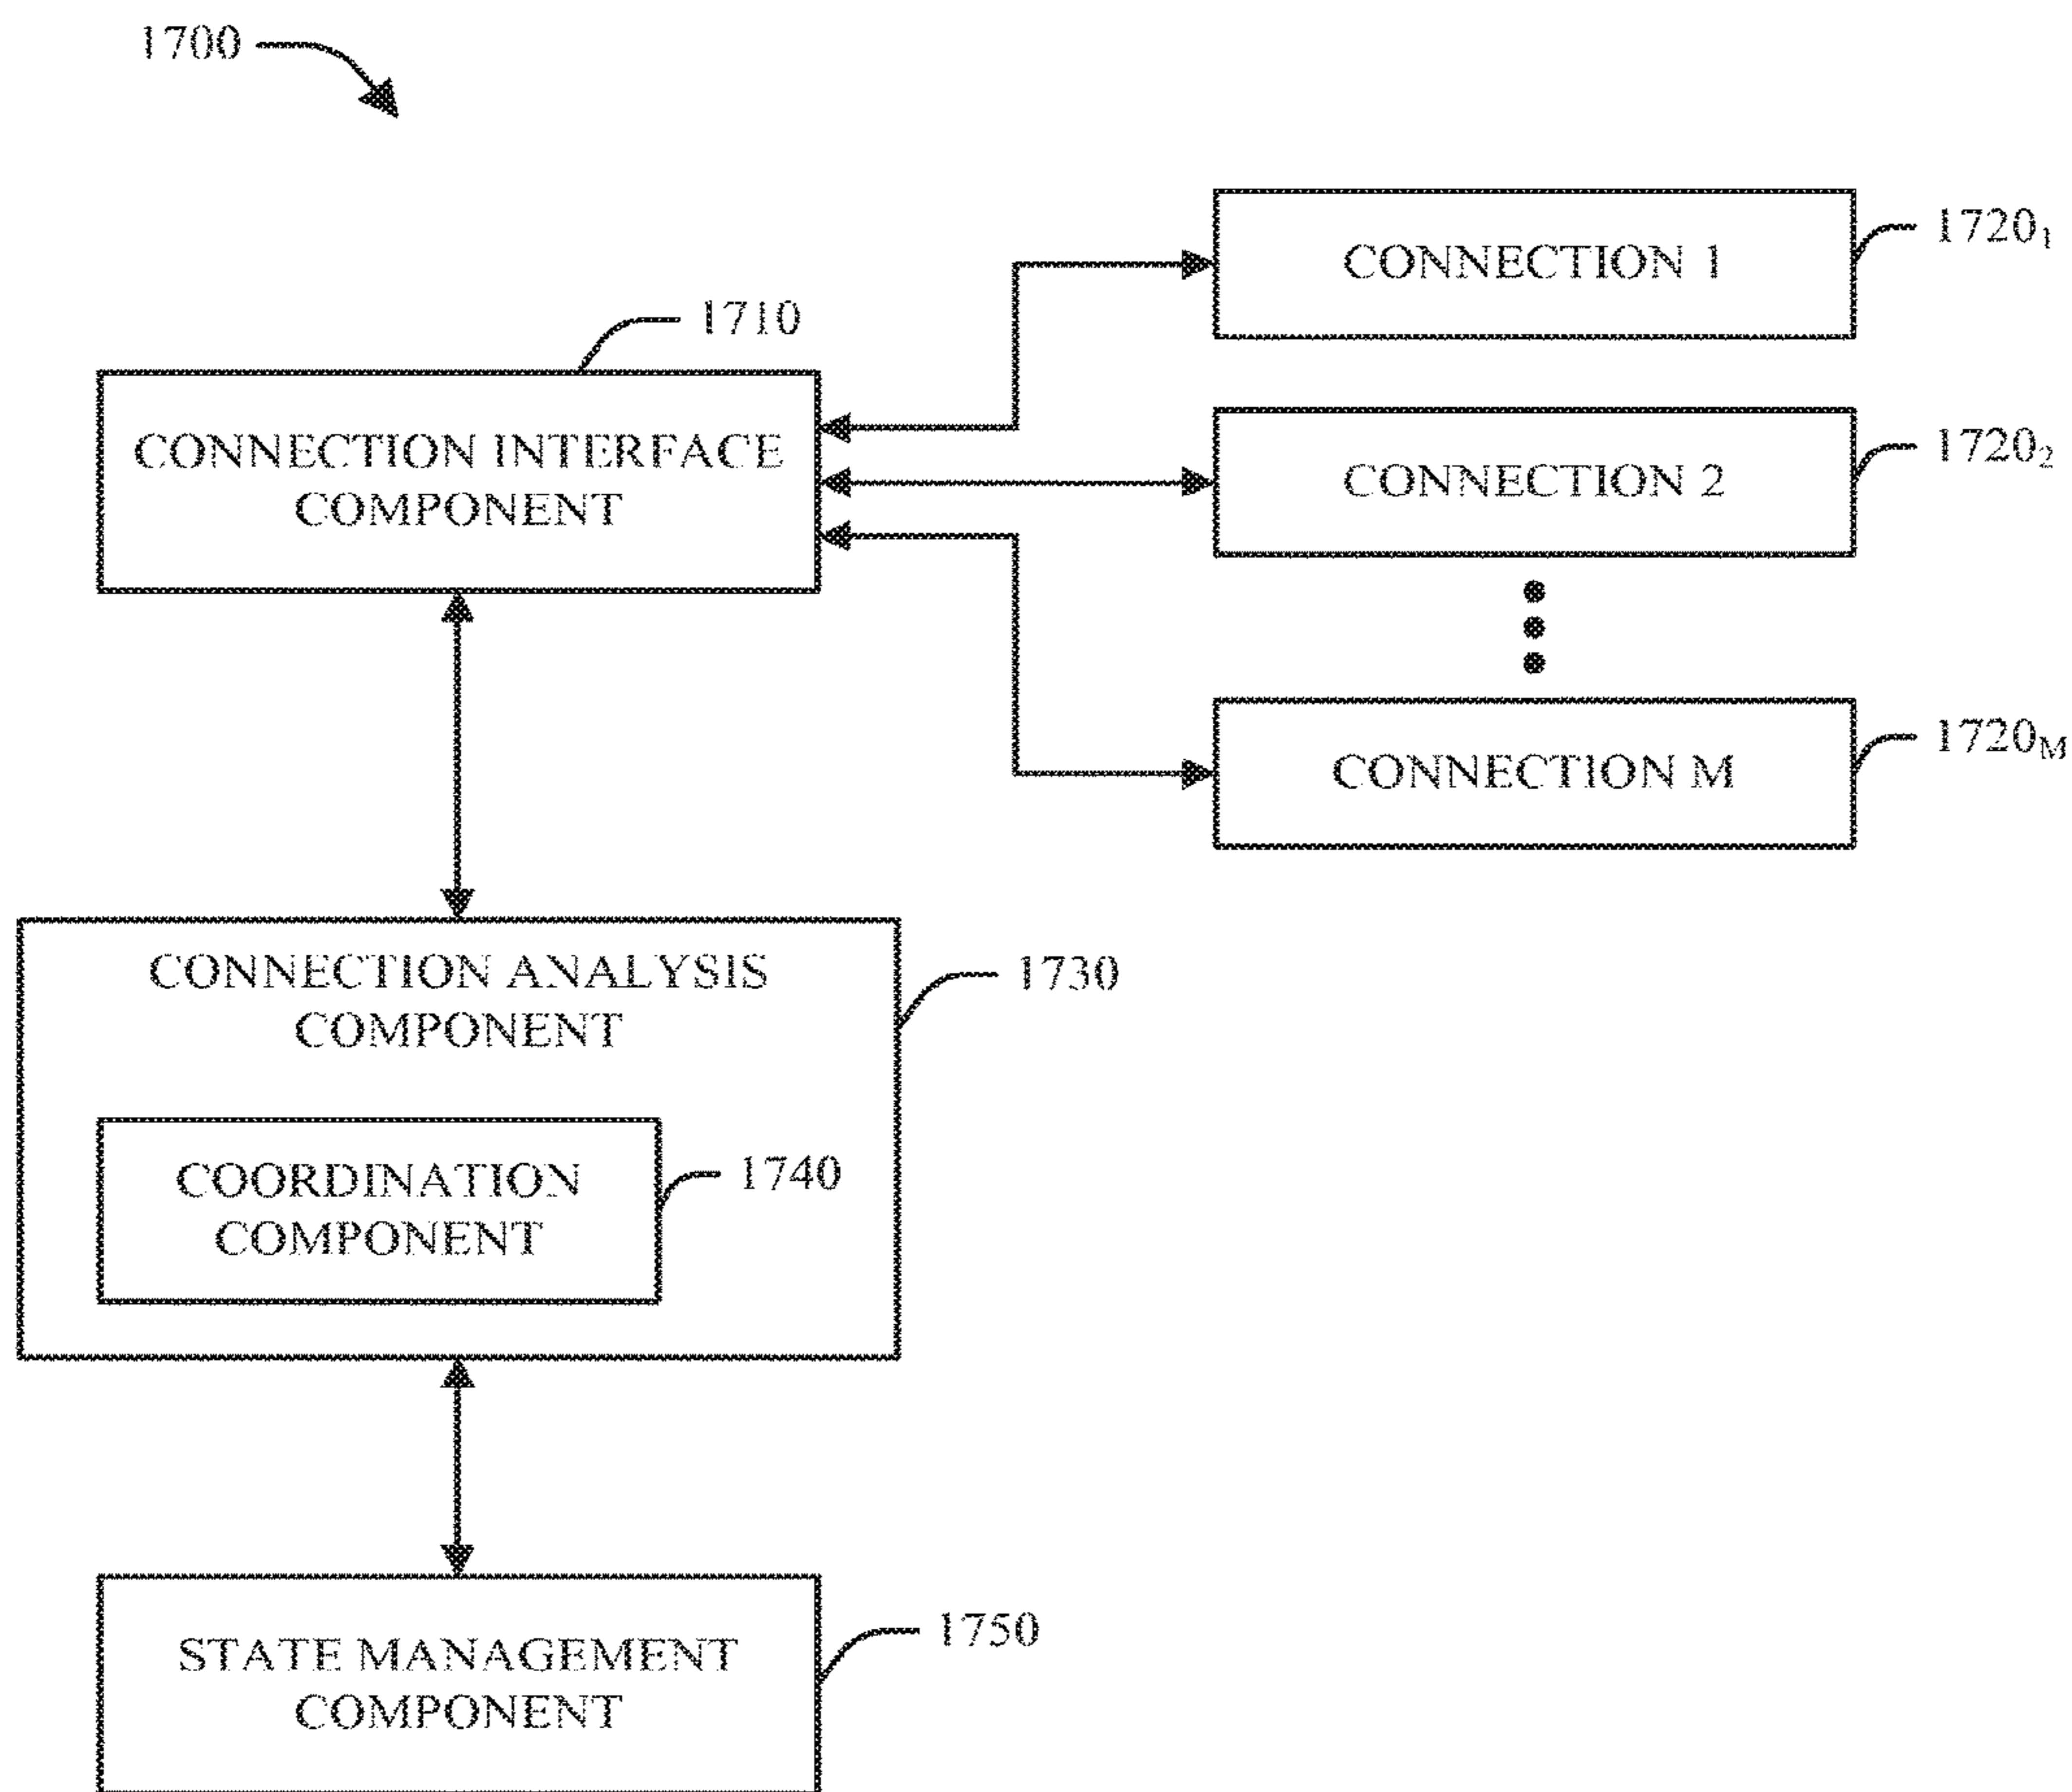 1700
CONNECTION 1
1720₁
1710
CONNECTION INTERFACE
COMPONENT
CONNECTION 2
1720₂
CONNECTION M
1720M
CONNECTION ANALYSIS
COMPONENT
1730
COORDINATION
COMPONENT
1740
STATE MANAGEMENT
COMPONENT
1750